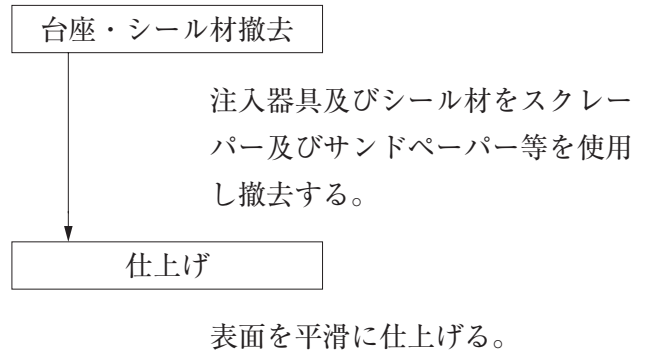 台座・シール材撤去
注入器具及びシール材をスクレー
パー及びサンドペーパー等を使用
し撤去する。
仕上げ
表面を平滑に仕上げる。